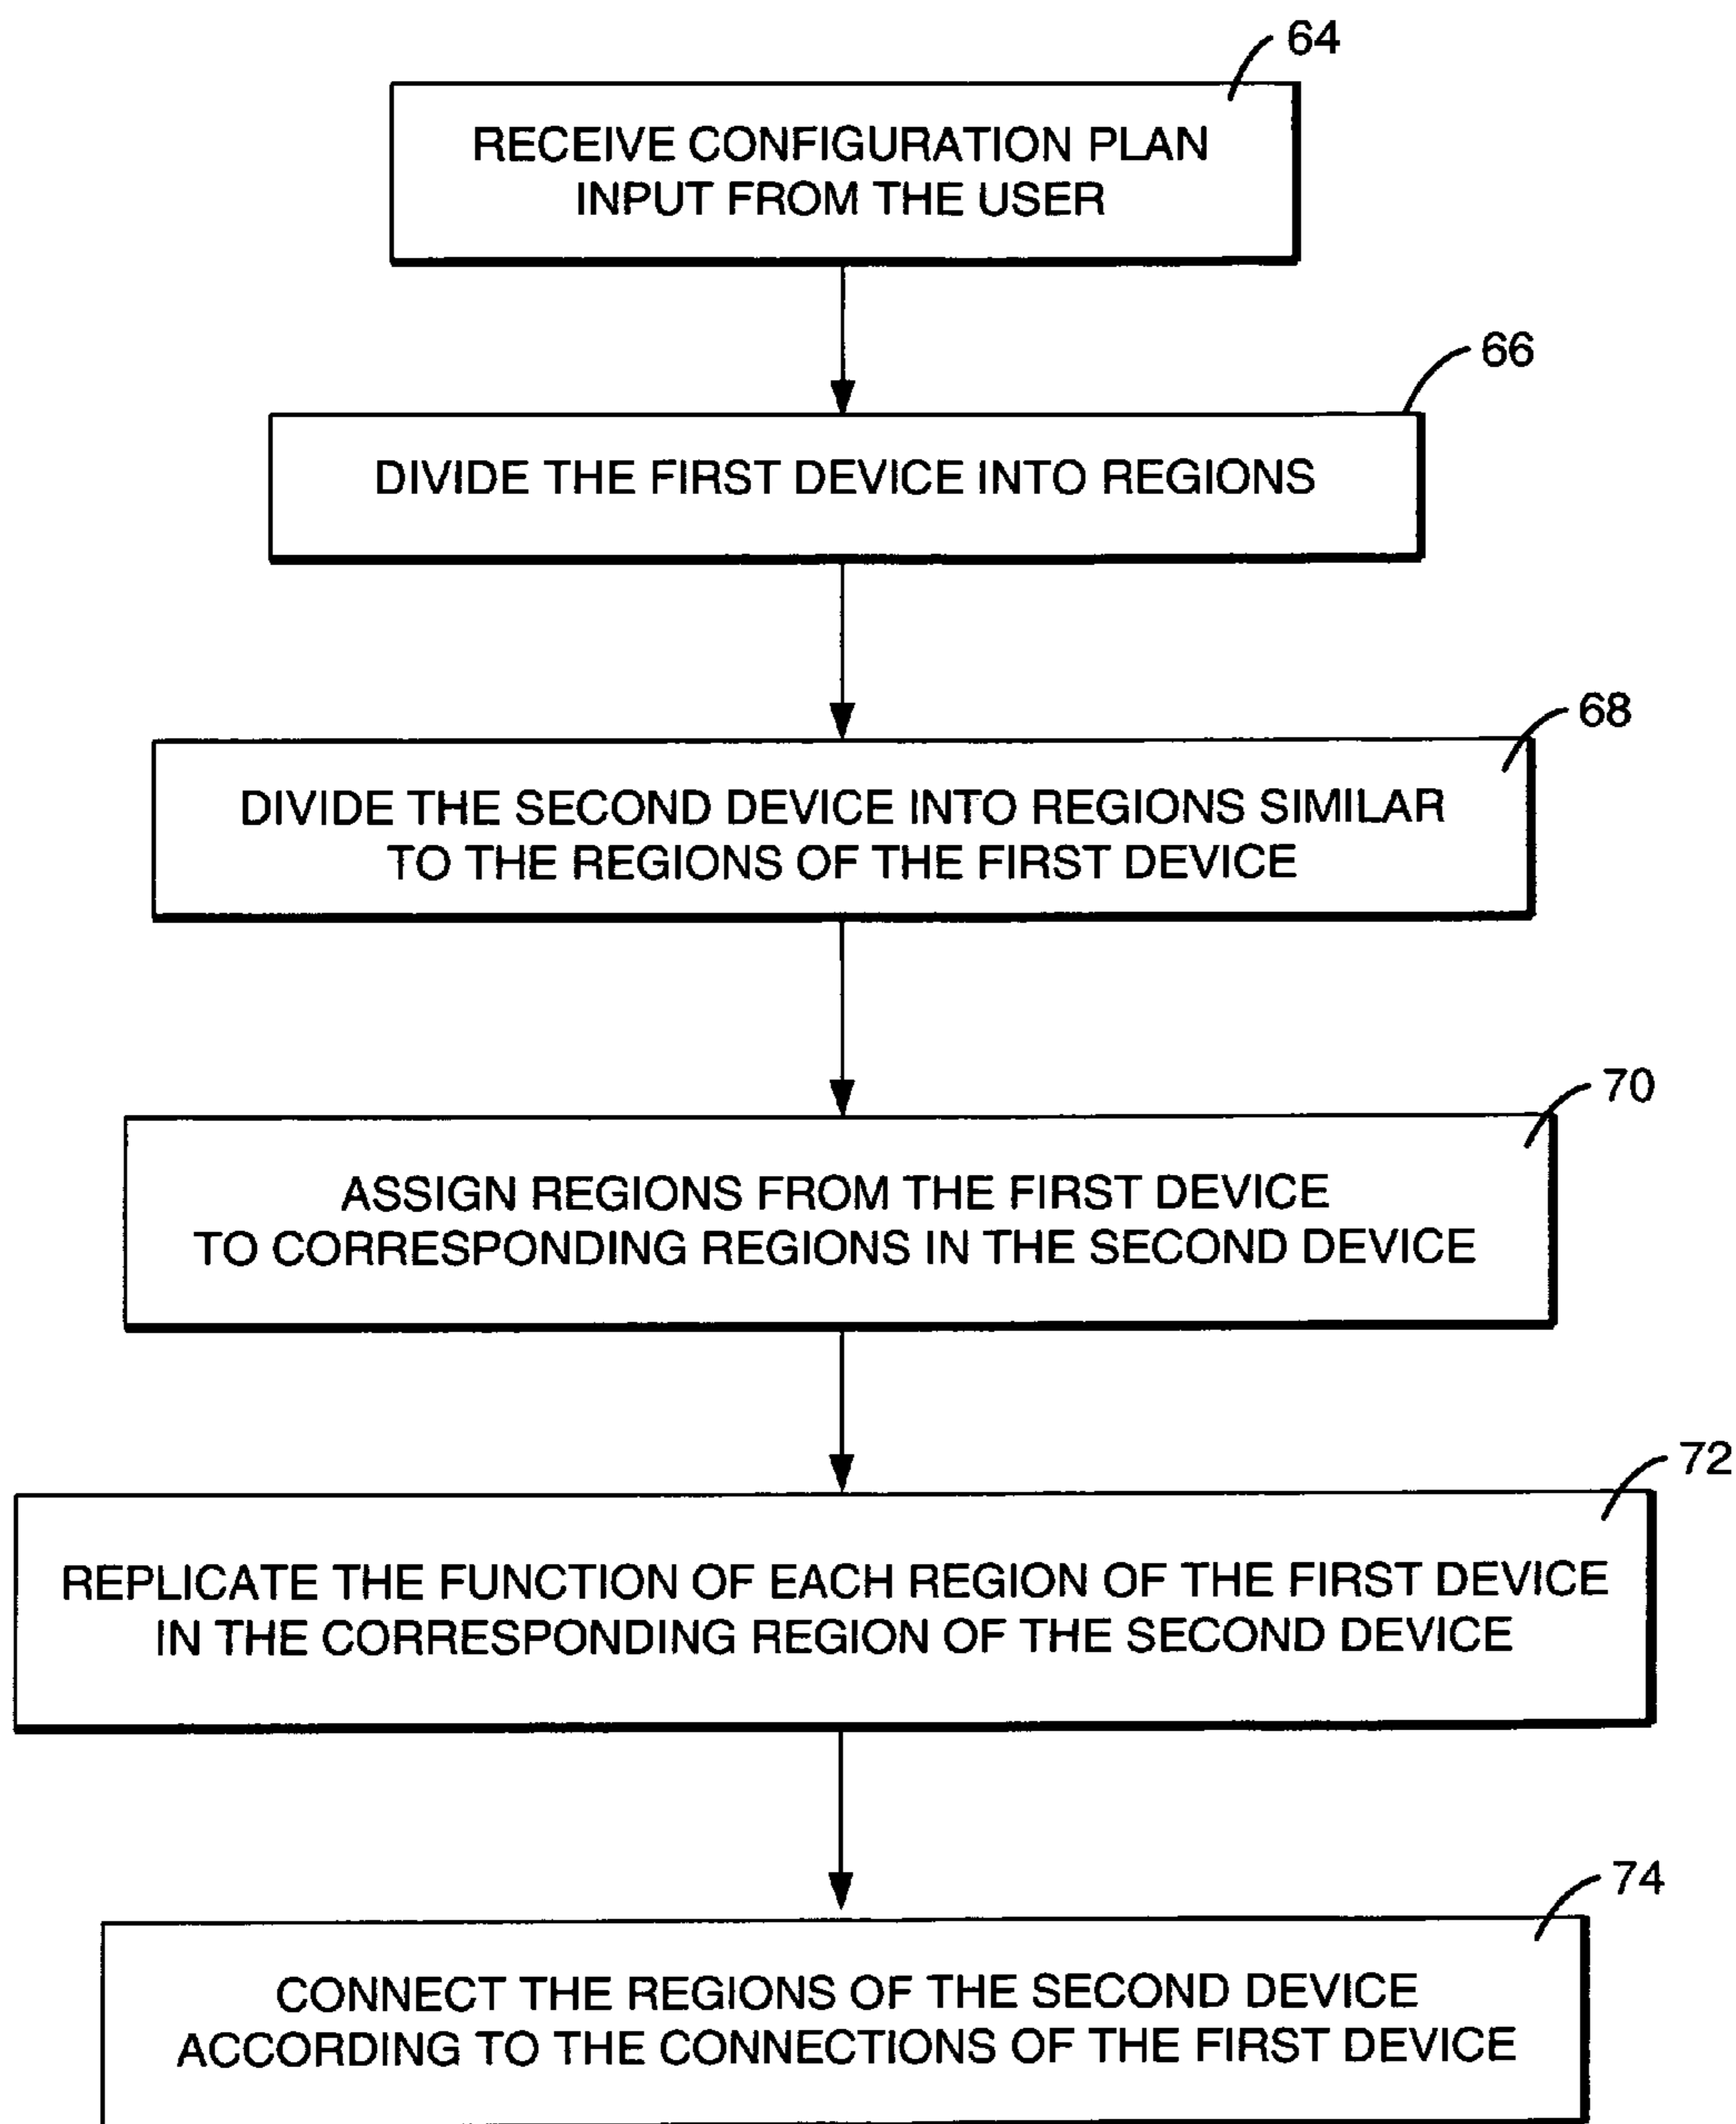 64
RECEIVE CONFIGURATION PLAN
INPUT FROM THE USER
66
DIVIDE THE FIRST DEVICE INTO REGIONS
68
DIVIDE THE SECOND DEVICE INTO REGIONS SIMILAR
TO THE REGIONS OF THE FIRST DEVICE
70
ASSIGN REGIONS FROM THE FIRST DEVICE
TO CORRESPONDING REGIONS IN THE SECOND DEVICE
72
REPLICATE THE FUNCTION OF EACH REGION OF THE FIRST DEVICE
IN THE CORRESPONDING REGION OF THE SECOND DEVICE
74
CONNECT THE REGIONS OF THE SECOND DEVICE
ACCORDING TO THE CONNECTIONS OF THE FIRST DEVICE